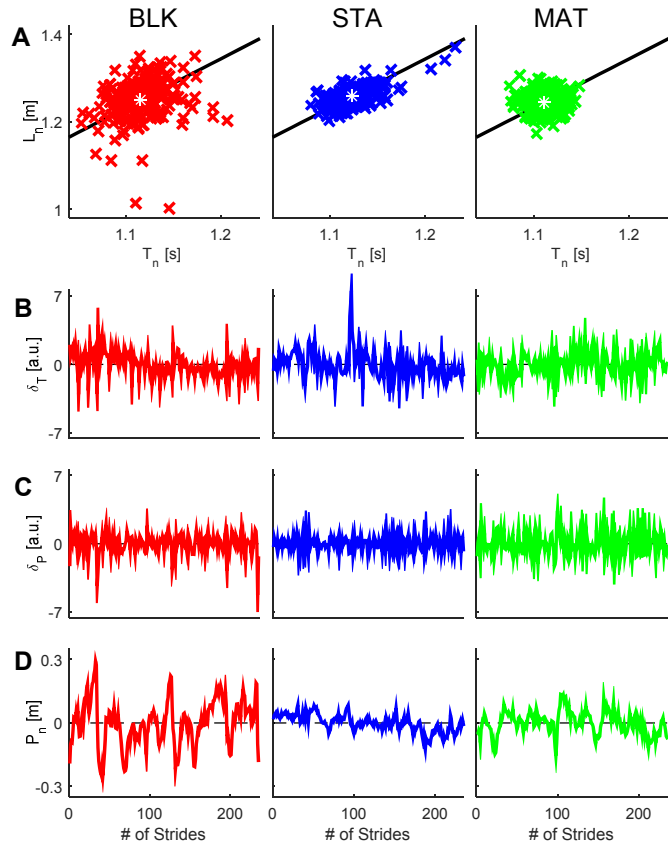 BLK STA MAT
A
1.4
1.2
1
L_n [m]
1.1 1.2 1.1 1.2 1.1 1.2
T_n [s] T_n [s] T_n [s]
B
7
0
-7
δ_T [a.u.]
C
7
0
-7
δ_P [a.u.]
D
0.3
0
-0.3
P_n [m]
0 100 200 0 100 200 0 100 200
# of Strides # of Strides # of Strides